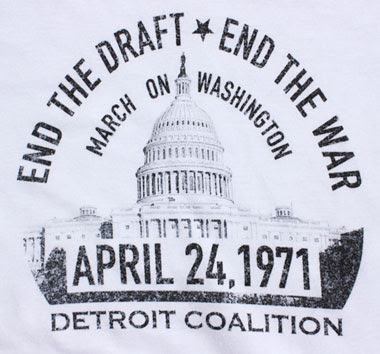 END THE DRAFT ★ END THE WAR
MARCH ON WASHINGTON
APRIL 24, 1971
DETROIT COALITION